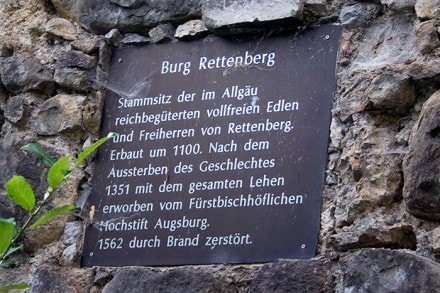 Burg Rettenberg
Stammsitz der im Allgäu
reichbegüterten vollfreien Edlen
und Freiherren von Rettenberg.
Erbaut um 1100. Nach dem
Aussterben des Geschlechtes
1351 mit dem gesamten Lehen
erworben vom Fürstbischöflichen
Hochstift Augsburg.
1562 durch Brand zerstört.